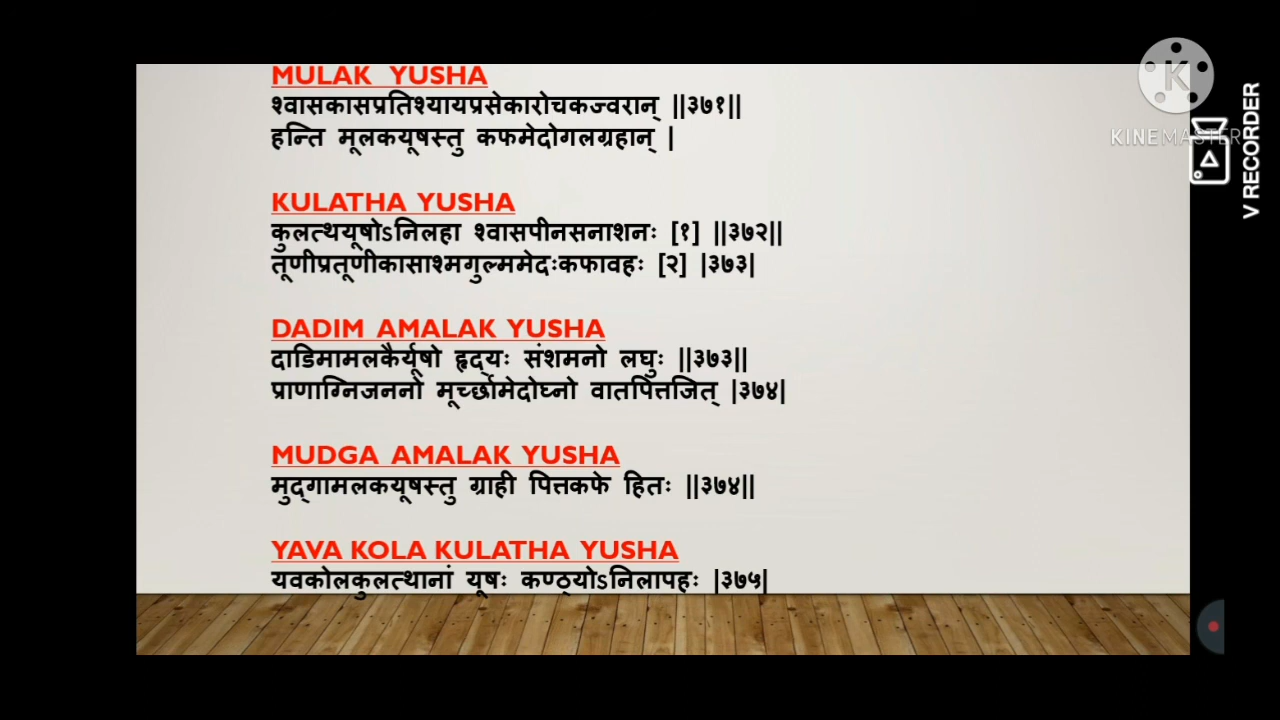 MULAK YUSHA
श्वासकासप्रतिश्यायप्रसेकारोचकज्वरान् ||३७१||
हन्ति मूलकयूषस्तु कफमेदोगलग्रहान् |
KULATHA YUSHA
कुलत्थयूषोऽनिलहा श्वासपीनसनाशनः [१] ||३७२||
तूणीप्रतूणीकासाश्मगुल्ममेदःकफावहः [२] |३७३|
DADIM AMALAK YUSHA
दाडिमामलकैर्यूषो हृद्यः संशमनो लघुः ||३७३||
प्राणाग्निजननो मूर्च्छामेदोघ्नो वातपित्तजित् |३७४|
MUDGA AMALAK YUSHA
मुद्गामलकयूषस्तु ग्राही पित्तकफे हितः ||३७४||
YAVA KOLA KULATHA YUSHA
यवकोलकुलत्थानां यूषः कण्ठ्योऽनिलापहः |३७५|
K
KINEMASTER
V RECORDER